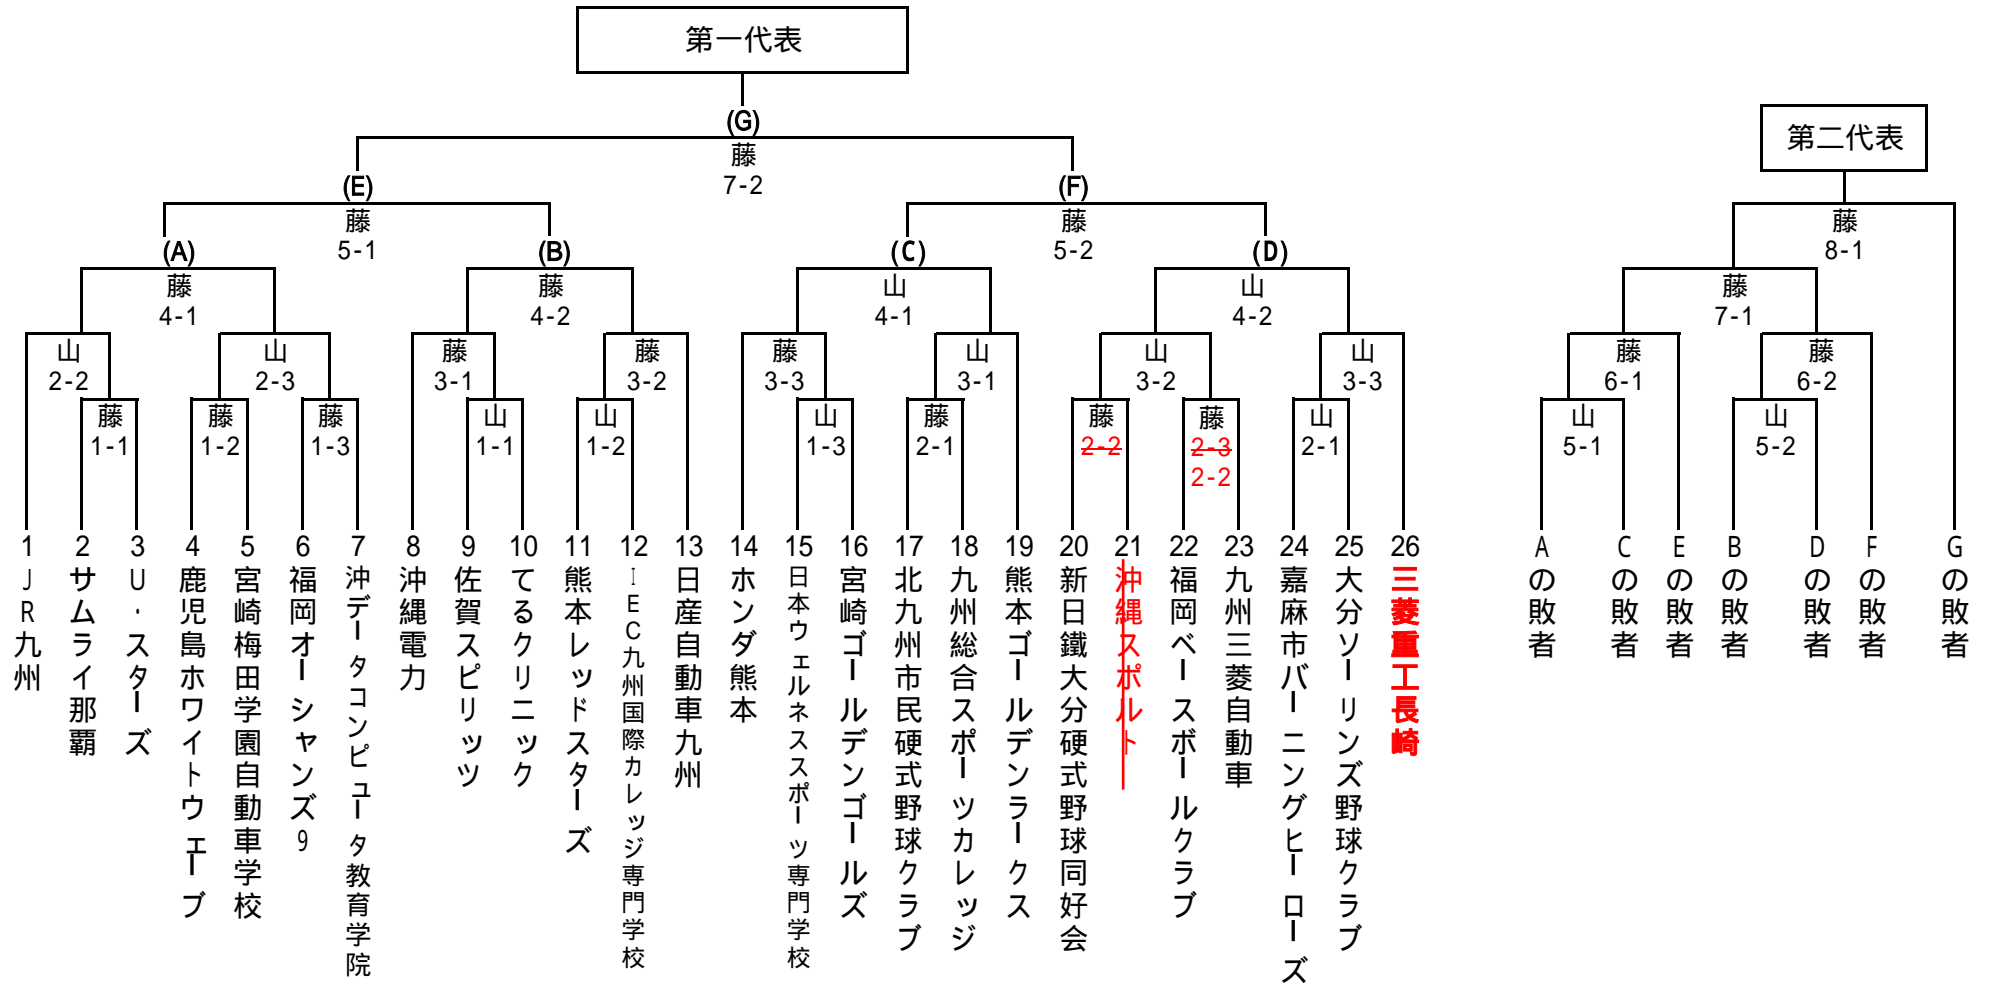 第一代表
(G)
藤
7-2
(E)
藤
5-1
(F)
藤
5-2
(A)
藤
4-1
(B)
藤
4-2
(C)
山
4-1
(D)
山
4-2
山
2-2
山
2-3
藤
3-1
藤
3-2
藤
3-3
山
3-1
山
3-2
山
3-3
藤
1-1
藤
1-2
藤
1-3
山
1-1
山
1-2
山
1-3
藤
2-1
藤
2-2
藤
2-3
2-2
山
2-1
1 JR九州
2 サムライ那覇
3 U・スターズ
4 鹿児島ホワイトウェーブ
5 宮崎梅田学園自動車学校
6 福岡オーシャンズ9
7 沖データコンピュータ教育学院
8 沖縄電力
9 佐賀スピリッツ
10 てるクリニック
11 熊本レッドスターズ
12 IEC九州国際カレッジ専門学校
13 日産自動車九州
14 ホンダ熊本
15 日本ウェルネススポーツ専門学校
16 宮崎ゴールデンゴールズ
17 北九州市民硬式野球クラブ
18 九州総合スポーツカレッジ
19 熊本ゴールデンラークス
20 新日鐵大分硬式野球同好会
21 沖縄スポルト
22 福岡ベースボールクラブ
23 九州三菱自動車
24 嘉麻市バーニングヒーローズ
25 大分ソーリンズ野球クラブ
26 三菱重工長崎
第二代表
藤
8-1
藤
7-1
藤
6-1
藤
6-2
山
5-1
山
5-2
Aの敗者
Cの敗者
Eの敗者
Bの敗者
Dの敗者
Fの敗者
Gの敗者